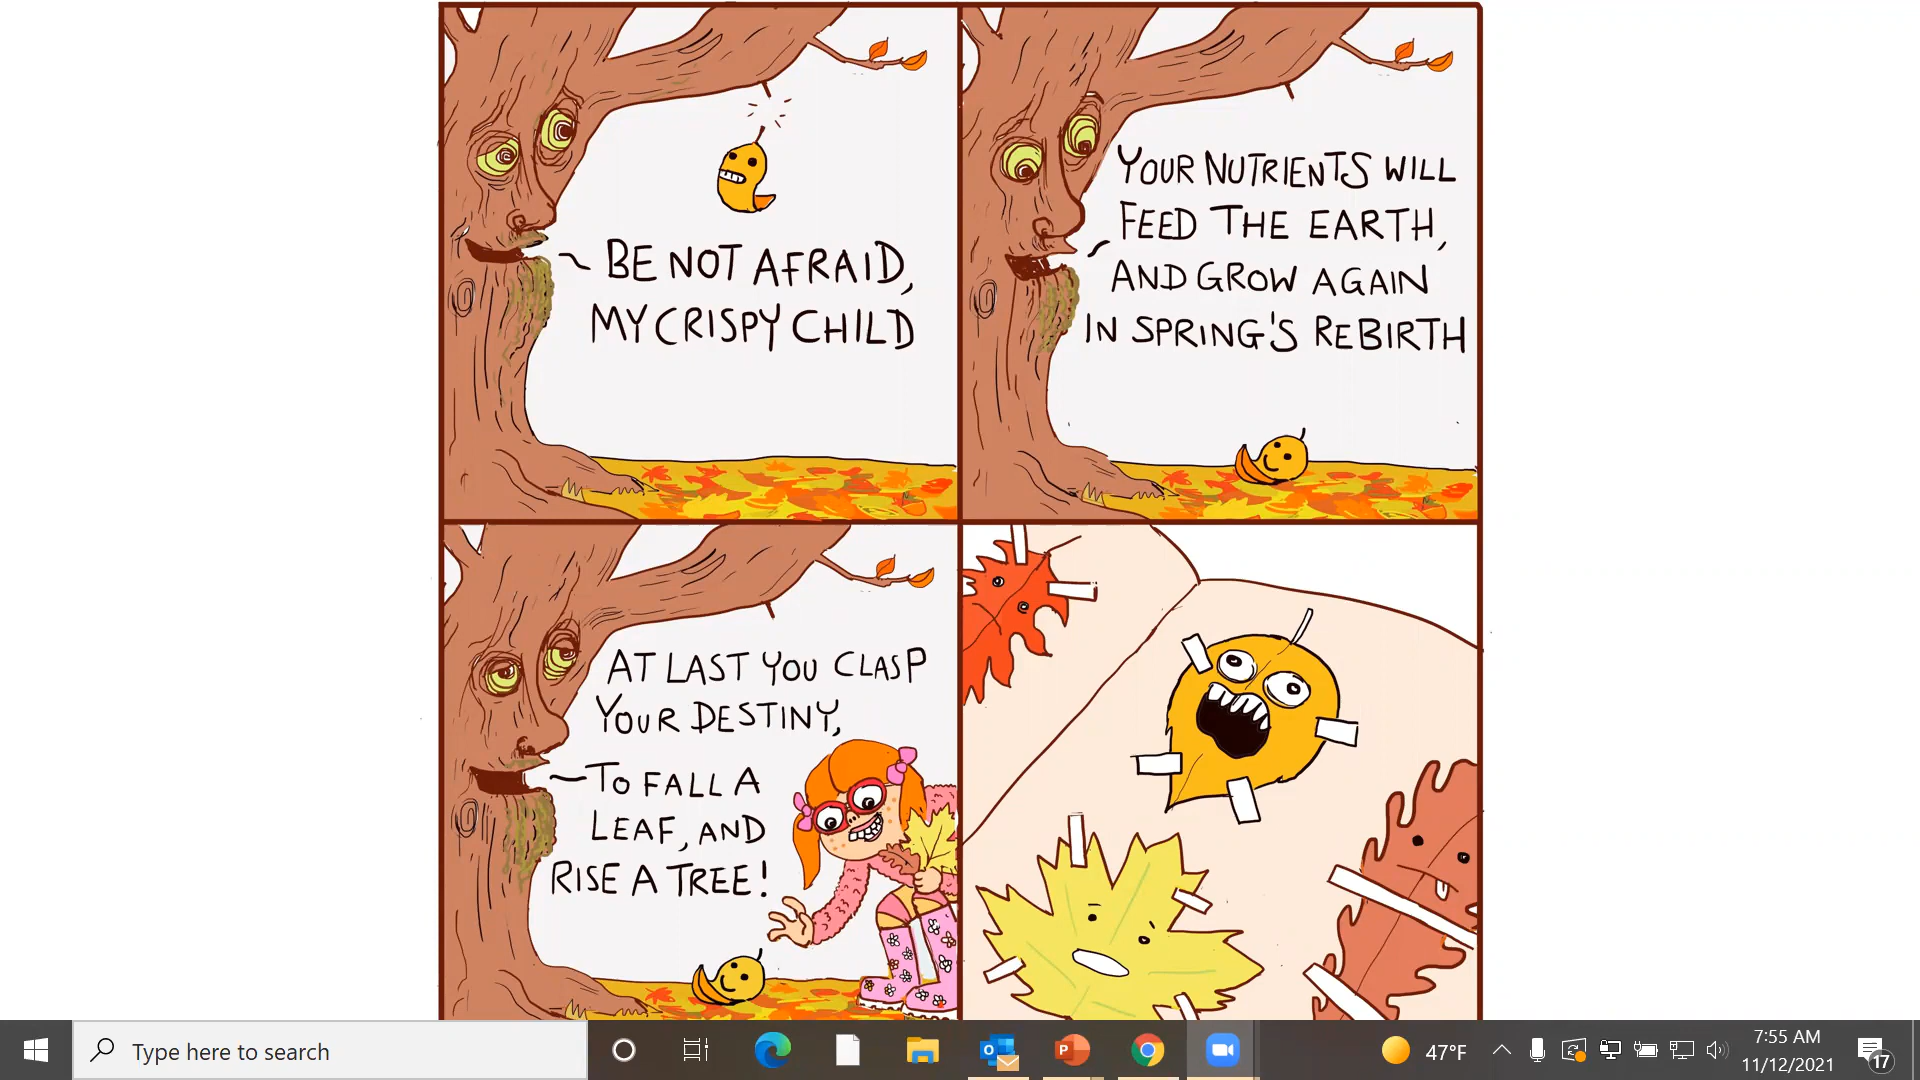 BE NOT AFRAID,
MY CRISPY CHILD
YOUR NUTRIENTS WILL
FEED THE EARTH,
AND GROW AGAIN
IN SPRING'S REBIRTH
AT LAST YOU CLASP
YOUR DESTINY,
TO FALL A
LEAF, AND
RISE A TREE!
Type here to search
P
47°F
7:55 AM
11/12/2021
17